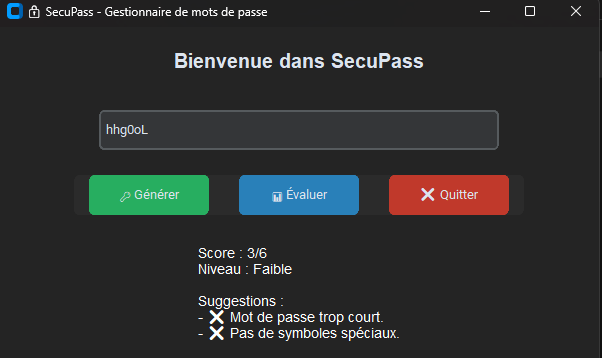 SecuPass - Gestionnaire de mots de passe
Bienvenue dans SecuPass
hhg0oL
Générer
Évaluer
❌ Quitter
Score : 3/6
Niveau : Faible
Suggestions :
- ❌ Mot de passe trop court.
- ❌ Pas de symboles spéciaux.